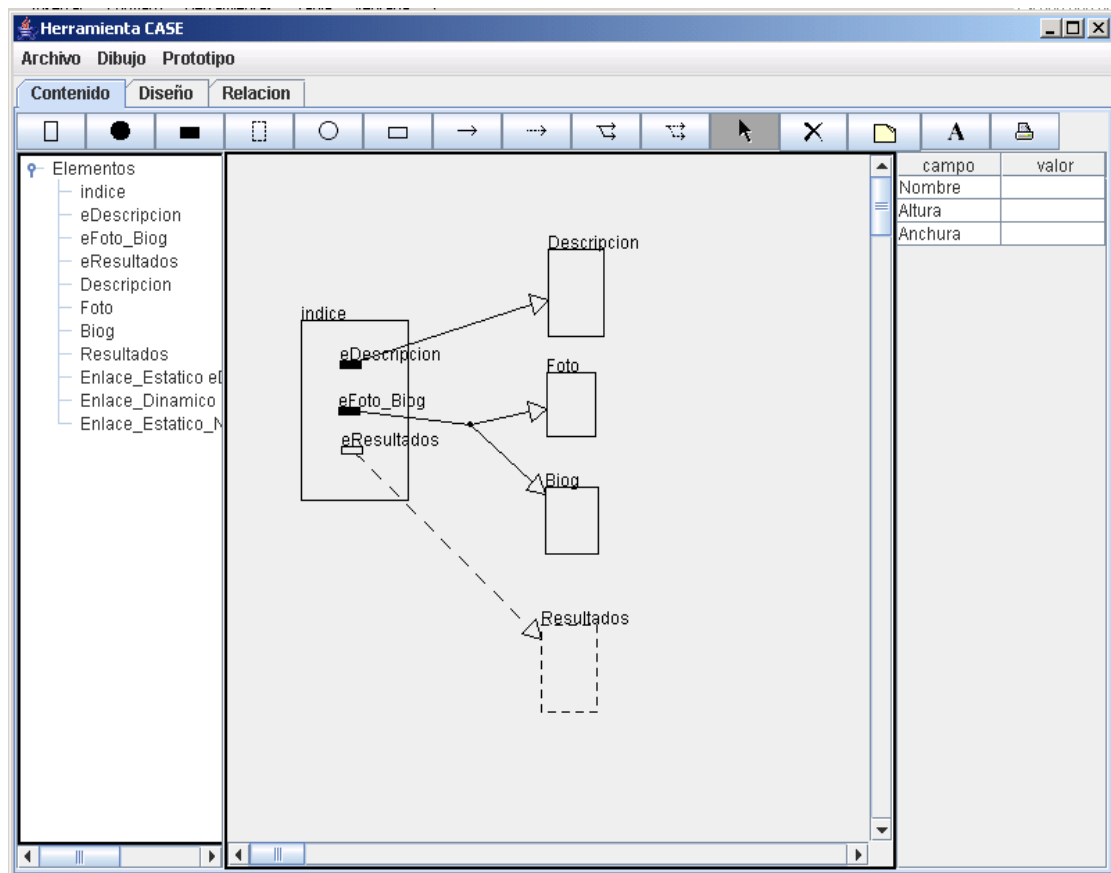 Herramienta CASE
Archivo Dibujo Prototipo
Contenido Diseño Relacion
A
Elementos
indice
eDescripcion
eFoto_Biog
eResultados
Descripcion
Foto
Biog
Resultados
Enlace_Estatico
Enlace_Dinamico
Enlace_Estatico_N
Descripcion
indice
eDescripcion
Foto
eFoto_Biog
eResultados
Biog
Resultados
campo valor
Nombre
Altura
Anchura